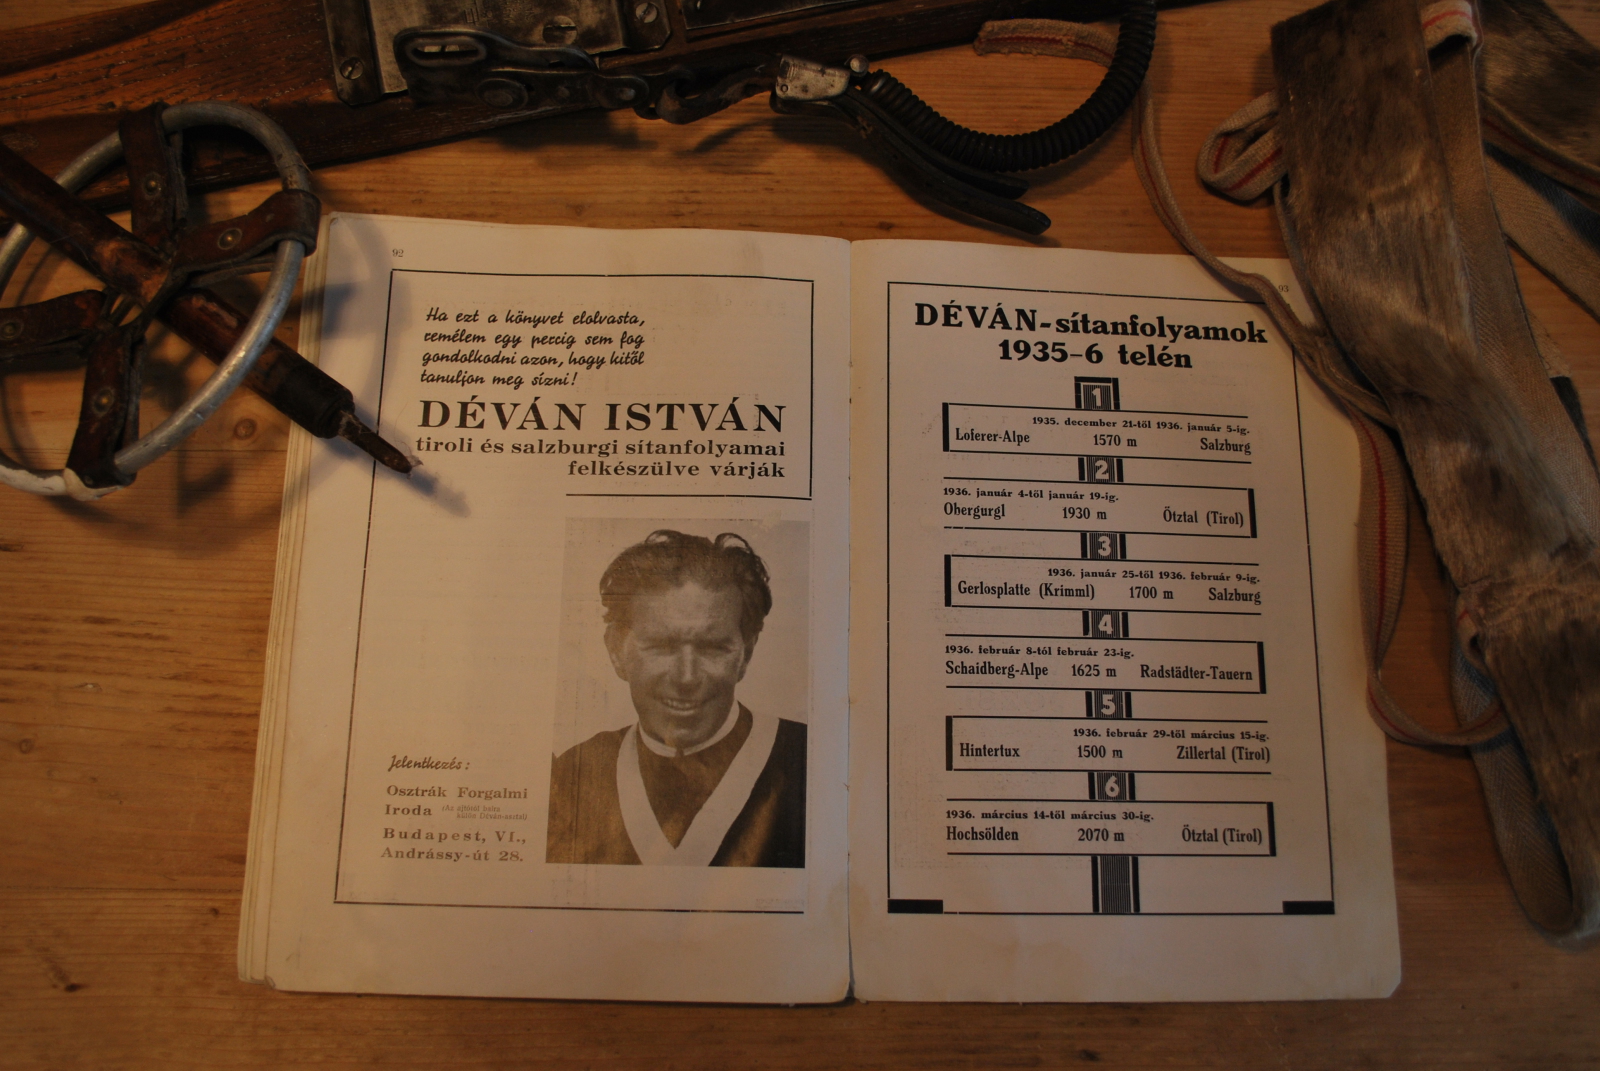 92
Ha ezt a könyvet elolvasta,
remélem egy percig sem fog
gondolkodni azon, hogy kitől
tanuljon meg sízni!
DÉVÁN ISTVÁN
tiroli és salzburgi sítanfolyamai
felkészülve várják
Jelentkezés:
Osztrák Forgalmi
Iroda (Az ajtótól balra
külön Déván-asztal)
Budapest, VI.,
Andrássy-út 28.
93
DÉVÁN-sítanfolyamok
1935-6 telén
1
1935. december 21-től 1936. január 5-ig.
Loferer-Alpe 1570 m Salzburg
2
1936. január 4-től január 19-ig.
Obergurgl 1930 m Ötztal (Tirol)
3
1936. január 25-től 1936. február 9-ig.
Gerlosplatte (Krimml) 1700 m Salzburg
4
1936. február 8-tól február 23-ig.
Schaidberg-Alpe 1625 m Radstädter-Tauern
5
1936. február 29-től március 15-ig.
Hintertux 1500 m Zillertal (Tirol)
6
1936. március 14-től március 30-ig.
Hochsölden 2070 m Ötztal (Tirol)